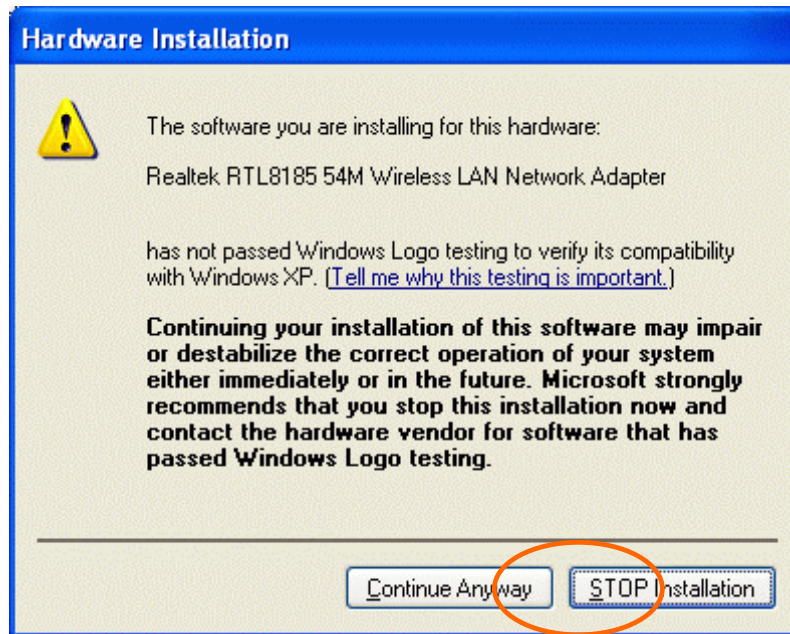 Hardware Installation
The software you are installing for this hardware:
Realtek RTL8185 54M Wireless LAN Network Adapter
has not passed Windows Logo testing to verify its compatibility
with Windows XP. (Tell me why this testing is important.)
Continuing your installation of this software may impair
or destabilize the correct operation of your system
either immediately or in the future. Microsoft strongly
recommends that you stop this installation now and
contact the hardware vendor for software that has
passed Windows Logo testing.
Continue Anyway STOP Installation